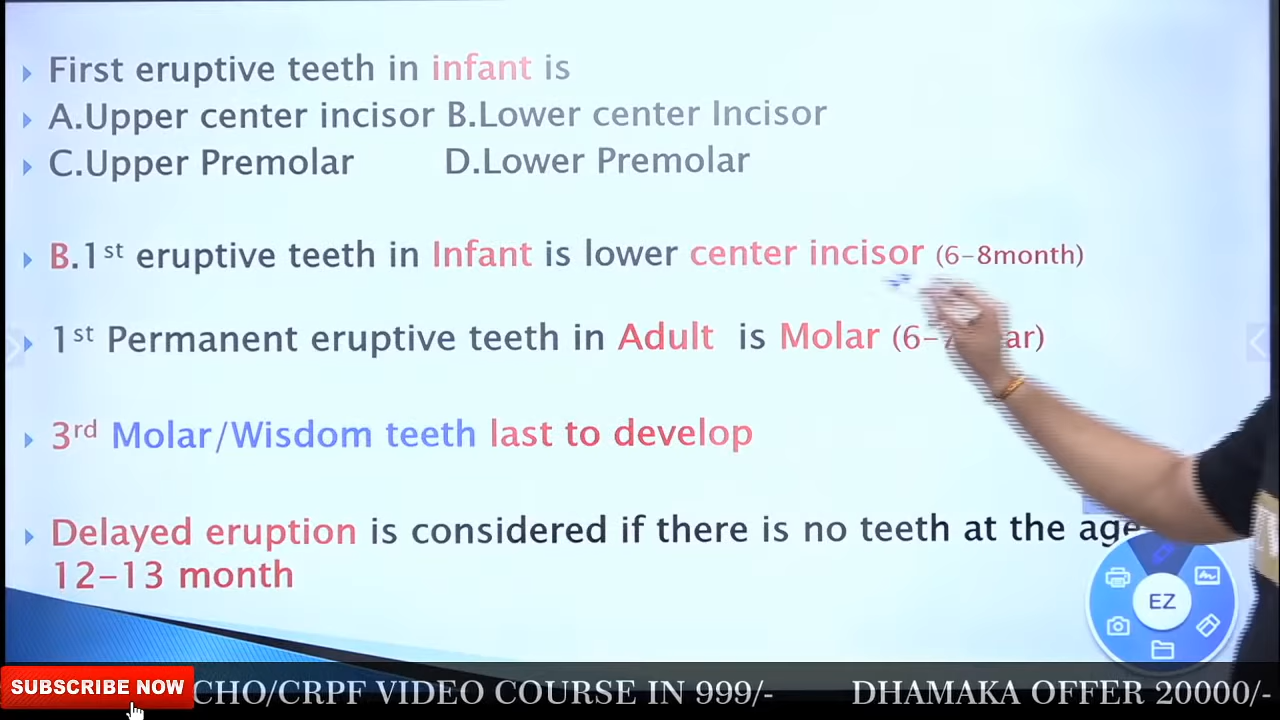 First eruptive teeth in infant is
A.Upper center incisor B.Lower center Incisor
C.Upper Premolar D.Lower Premolar
B.1st eruptive teeth in Infant is lower center incisor (6-8month)
1st Permanent eruptive teeth in Adult is Molar (6-7
3rd Molar/Wisdom teeth last to develop
Delayed eruption is considered if there is no teeth at the age
12-13 month
EZ
SUBSCRIBE NOW
CHO/CRPF VIDEO COURSE IN 999/- DHAMAKA OFFER 20000/-